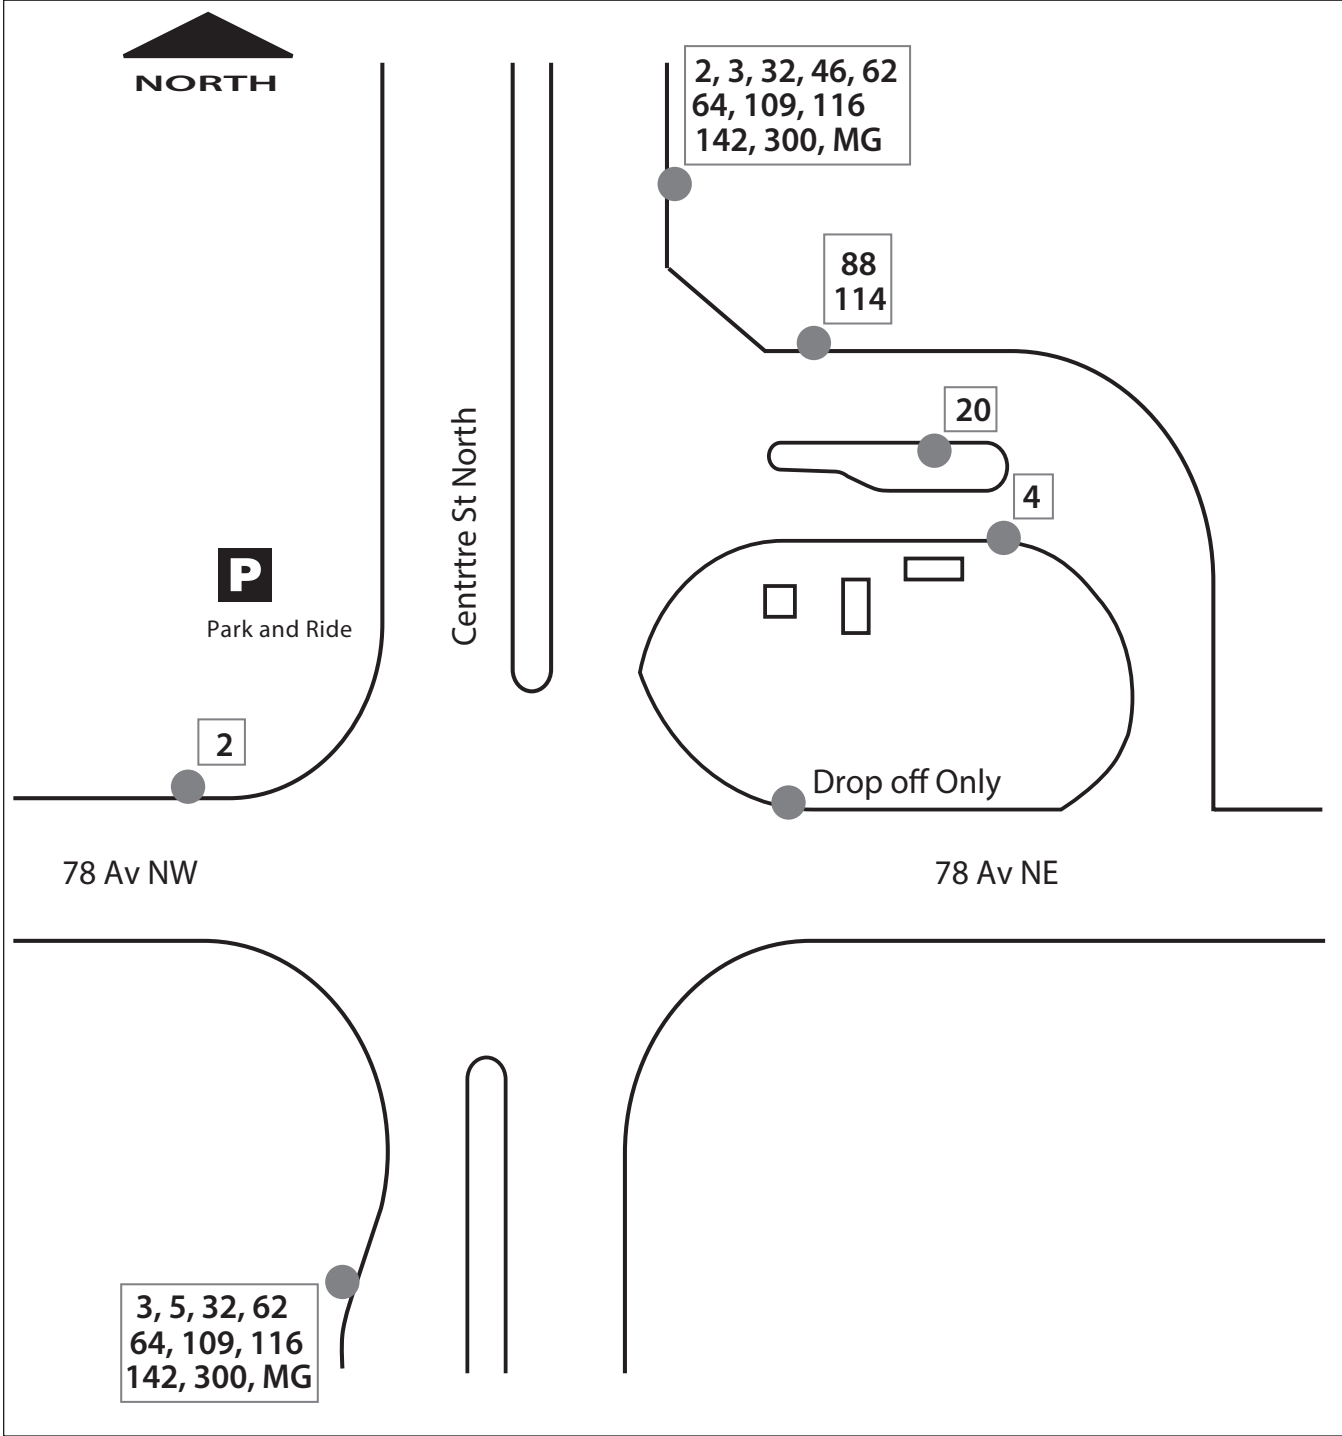 NORTH
2, 3, 32, 46, 62
64, 109, 116
142, 300, MG
88
114
20
4
Centrtre St North
P
Park and Ride
2
Drop off Only
78 Av NW
78 Av NE
3, 5, 32, 62
64, 109, 116
142, 300, MG